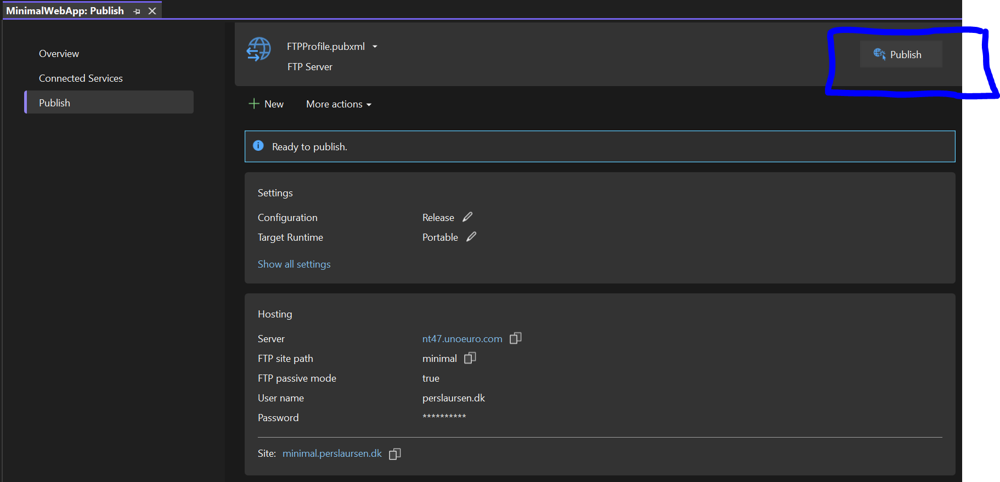 MinimalWebApp: Publish
Overview
Connected Services
Publish
FTPProfile.pubxml
FTP Server
Publish
New
More actions
Ready to publish.
Settings
Configuration Release
Target Runtime Portable
Show all settings
Hosting
Server nt47.unoeuro.com
FTP site path minimal
FTP passive mode true
User name perslaursen.dk
Password **********
Site: minimal.perslaursen.dk